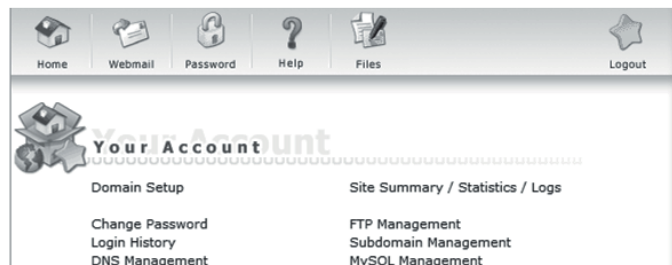 Home Webmail Password Help Files Logout
Your Account
Domain Setup Site Summary / Statistics / Logs
Change Password FTP Management
Login History Subdomain Management
DNS Management MySQL Management